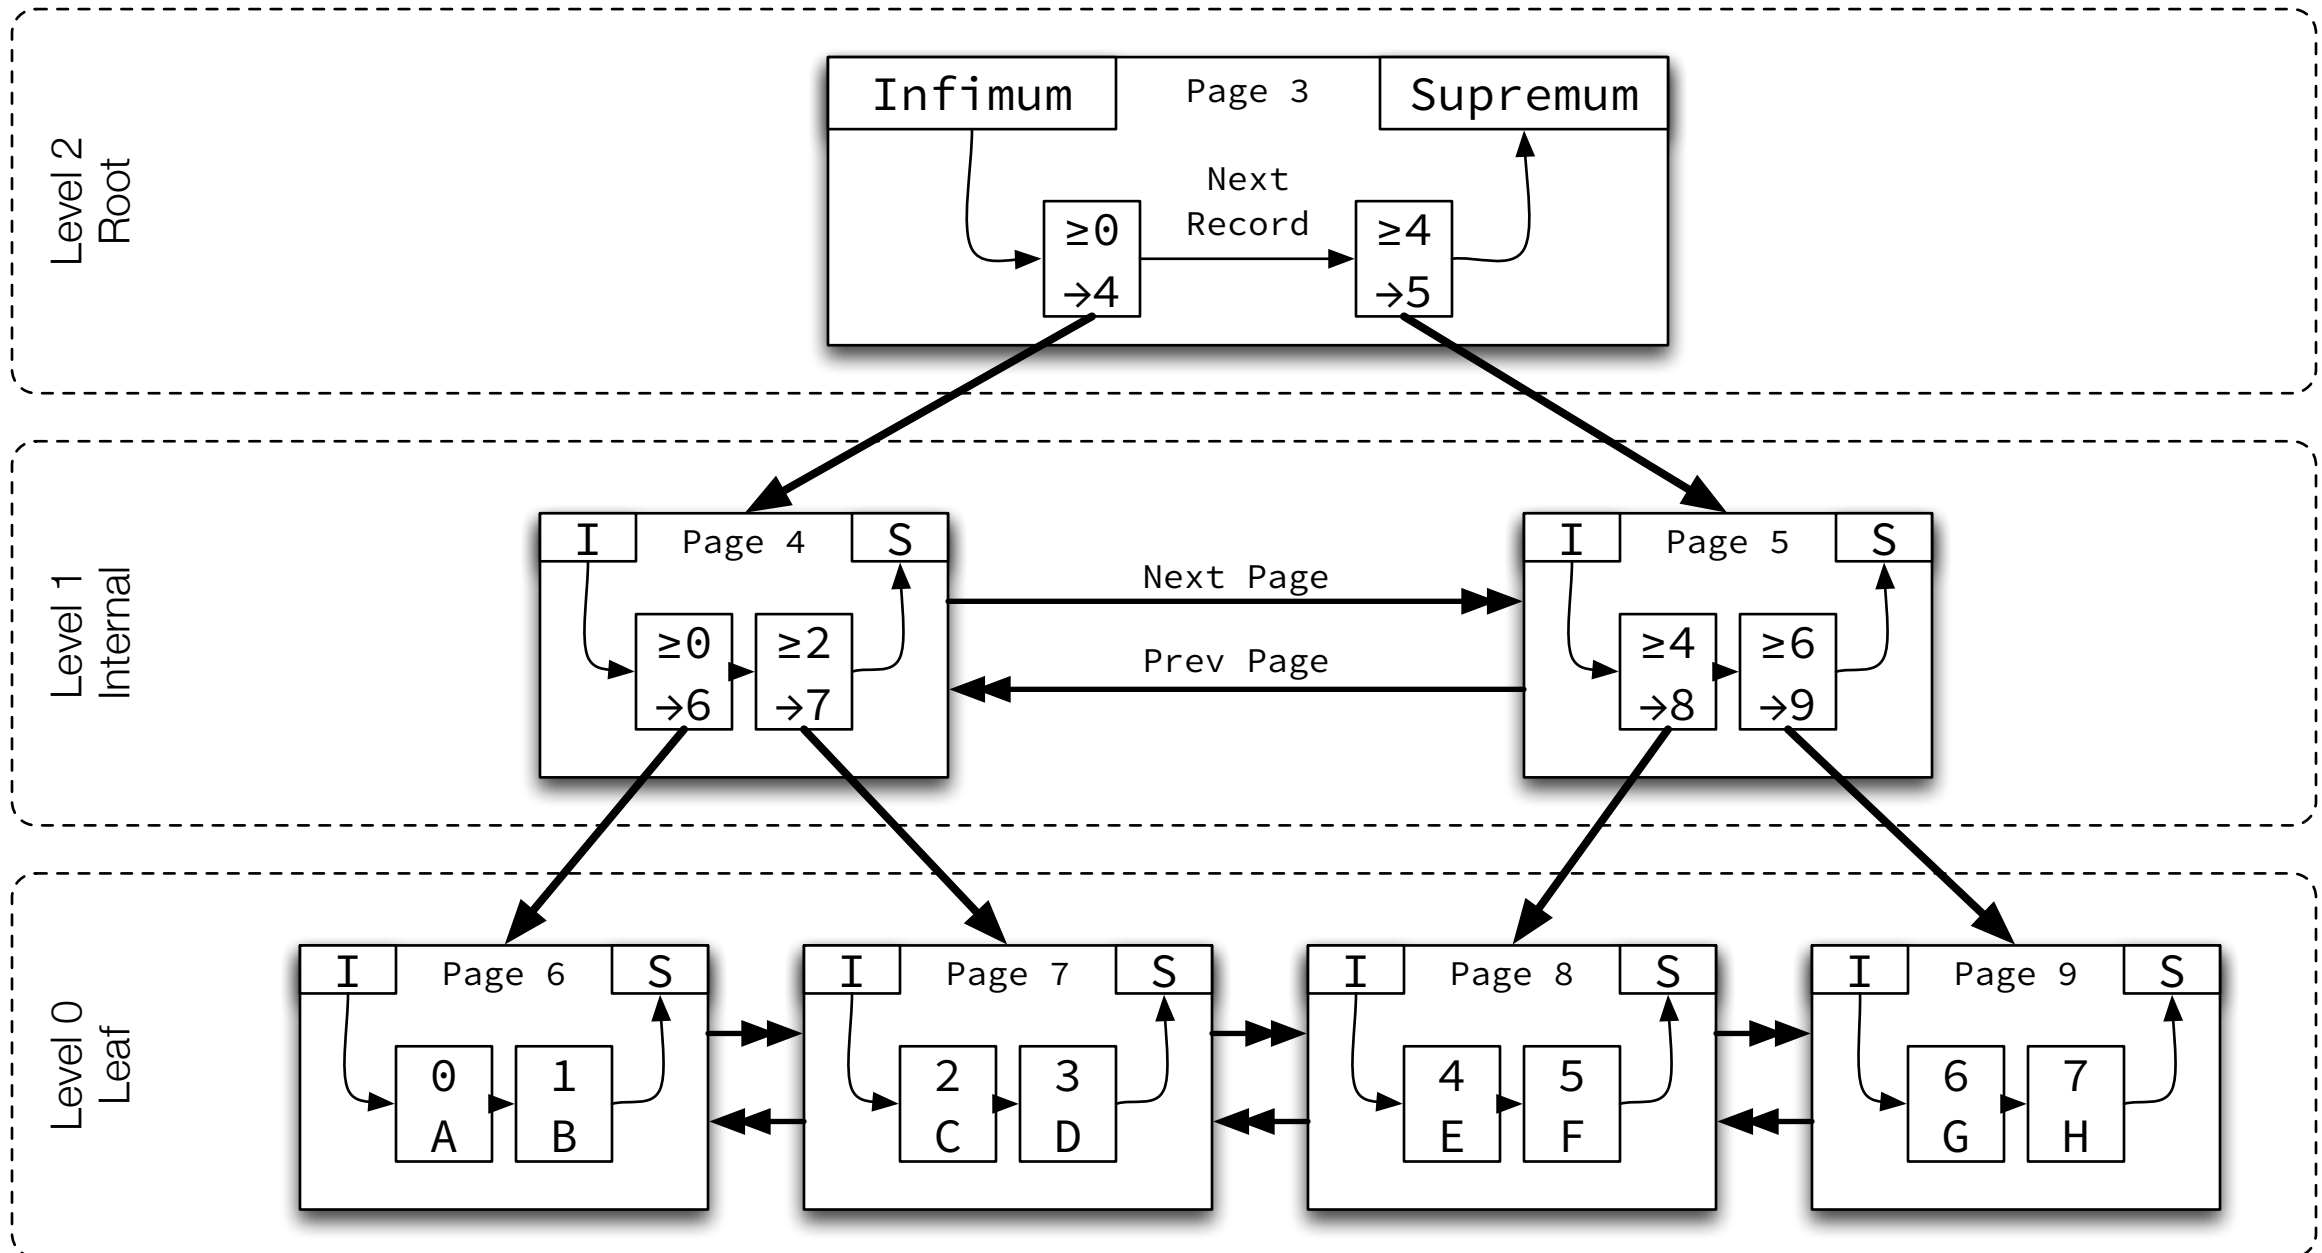 Level 2
Root
Infimum
Page 3
Supremum
Next
Record
≥0
→4
≥4
→5
Level 1
Internal
I
Page 4
S
≥0
→6
≥2
→7
Next Page
Prev Page
I
Page 5
S
≥4
→8
≥6
→9
Level 0
Leaf
I
Page 6
S
0
A
1
B
I
Page 7
S
2
C
3
D
I
Page 8
S
4
E
5
F
I
Page 9
S
6
G
7
H